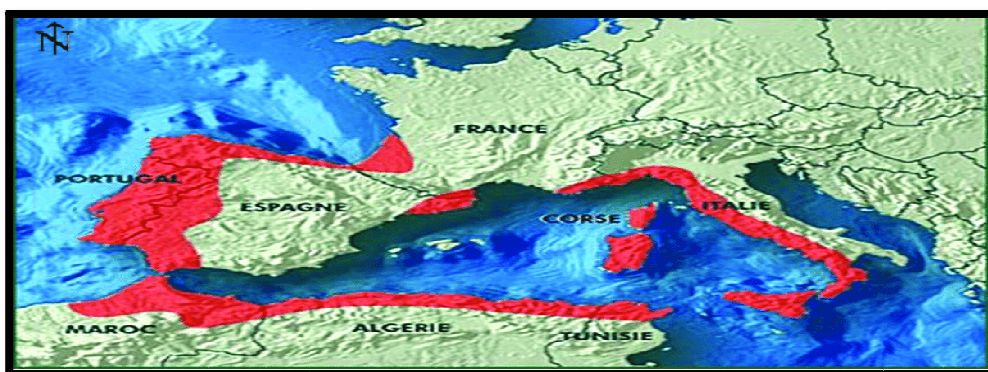 N
FRANCE
PORTUGAL
ESPAGNE
CORSE
ITALIE
MAROC
ALGERIE
TUNISIE